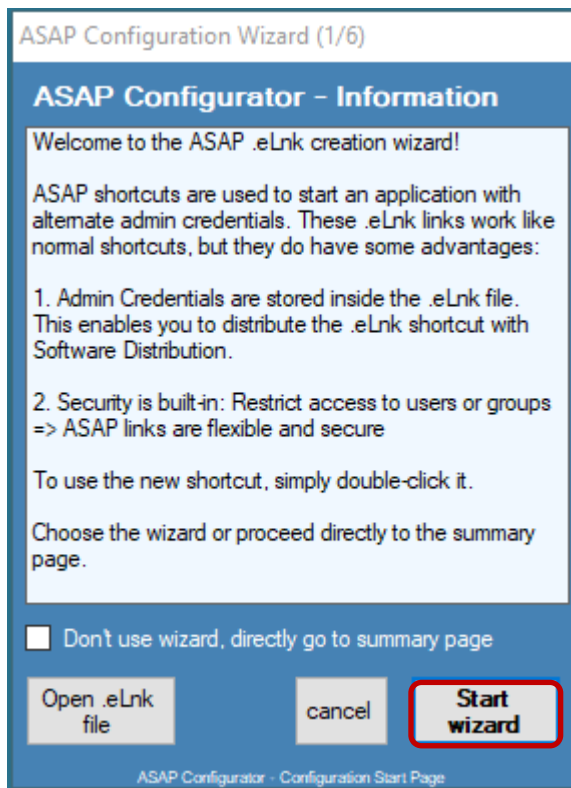 ASAP Configuration Wizard (1/6)
ASAP Configurator - Information
Welcome to the ASAP .eLnk creation wizard!
ASAP shortcuts are used to start an application with
alternate admin credentials. These .eLnk links work like
normal shortcuts, but they do have some advantages:
1. Admin Credentials are stored inside the .eLnk file.
This enables you to distribute the .eLnk shortcut with
Software Distribution.
2. Security is built-in: Restrict access to users or groups
=> ASAP links are flexible and secure
To use the new shortcut, simply double-click it.
Choose the wizard or proceed directly to the summary
page.
Don't use wizard, directly go to summary page
Open .eLnk
file
cancel
Start
wizard
ASAP Configurator - Configuration Start Page